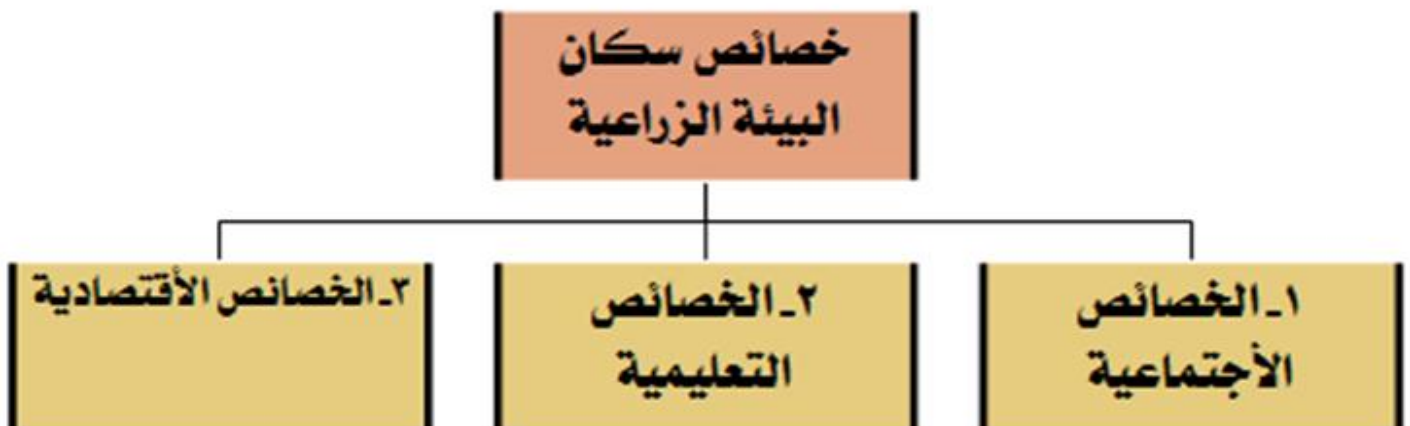 خصائص سكان
البيئة الزراعية
١ـ الخصائص
الأجتماعية
٢ـ الخصائص
التعليمية
٣ـ الخصائص الأقتصادية